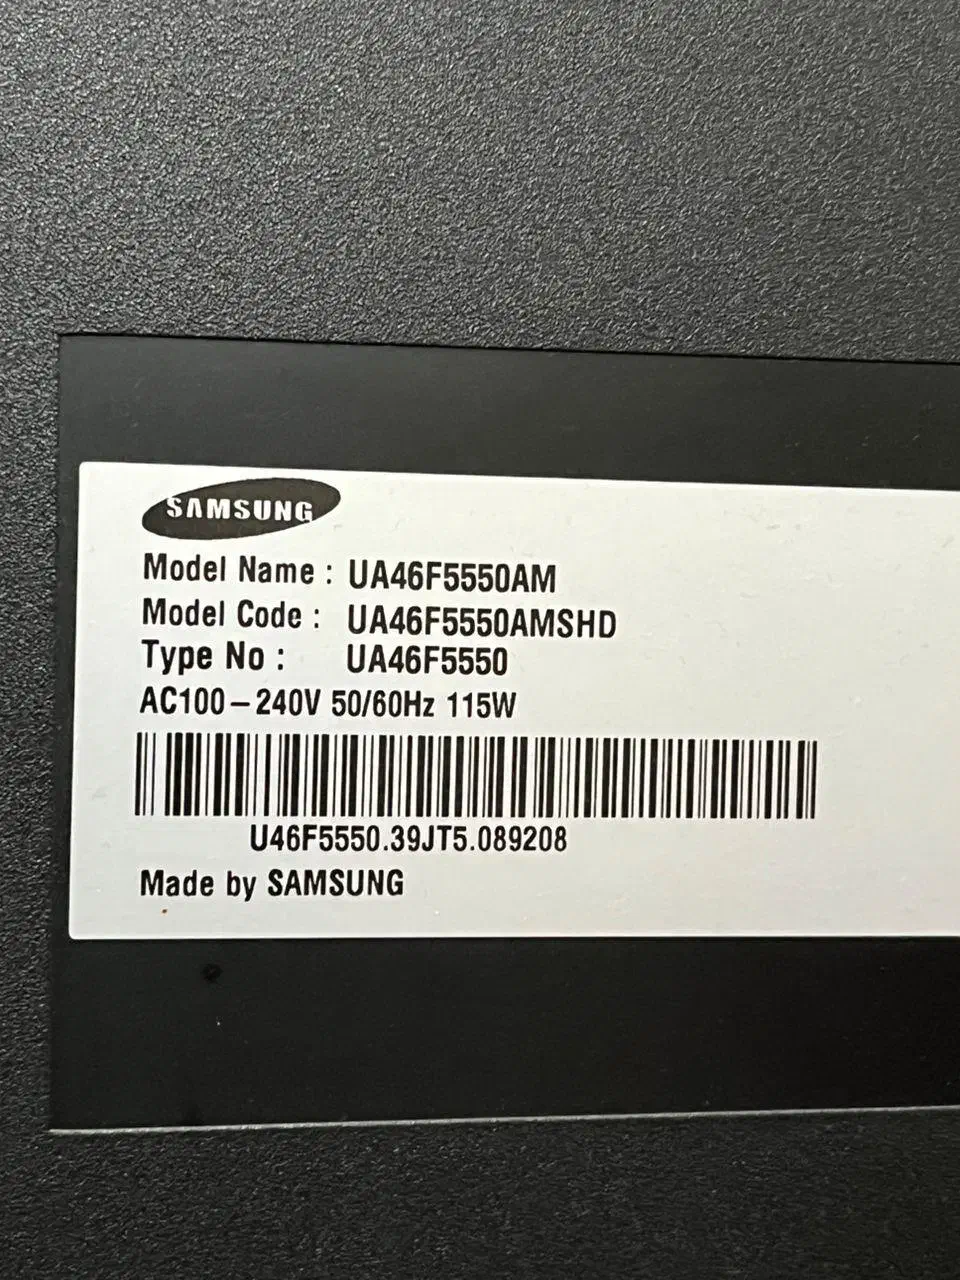 SAMSUNG
Model Name : UA46F5550AM
Model Code : UA46F5550AMSHD
Type No : UA46F5550
AC100-240V 50/60Hz 115W
U46F5550.39JT5.089208
Made by SAMSUNG